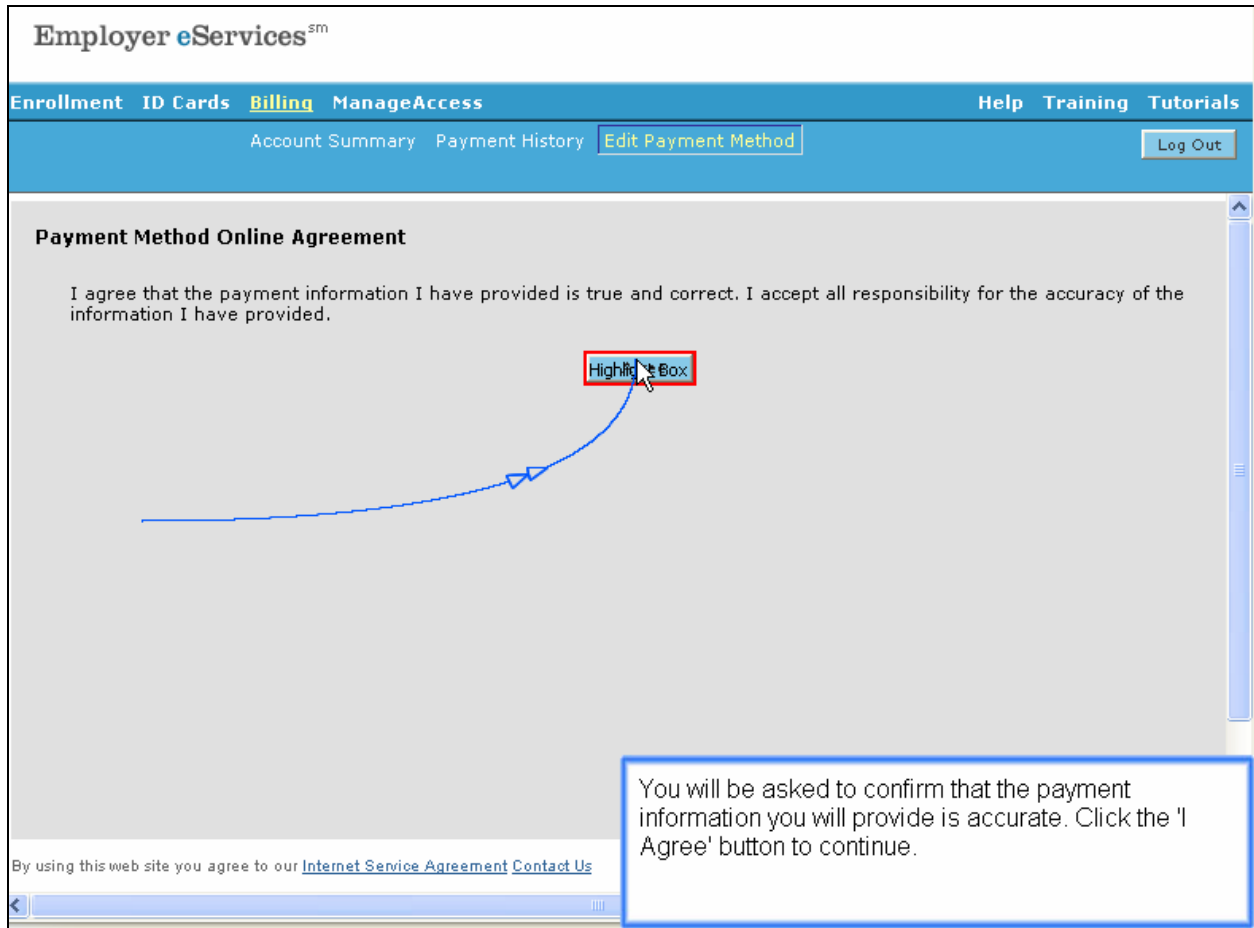 Employer eServices℠
Enrollment ID Cards Billing ManageAccess Help Training Tutorials
Account Summary Payment History Edit Payment Method Log Out
Payment Method Online Agreement
I agree that the payment information I have provided is true and correct. I accept all responsibility for the accuracy of the
information I have provided.
Box
You will be asked to confirm that the payment
information you will provide is accurate. Click the 'I
Agree' button to continue.
By using this web site you agree to our Internet Service Agreement Contact Us